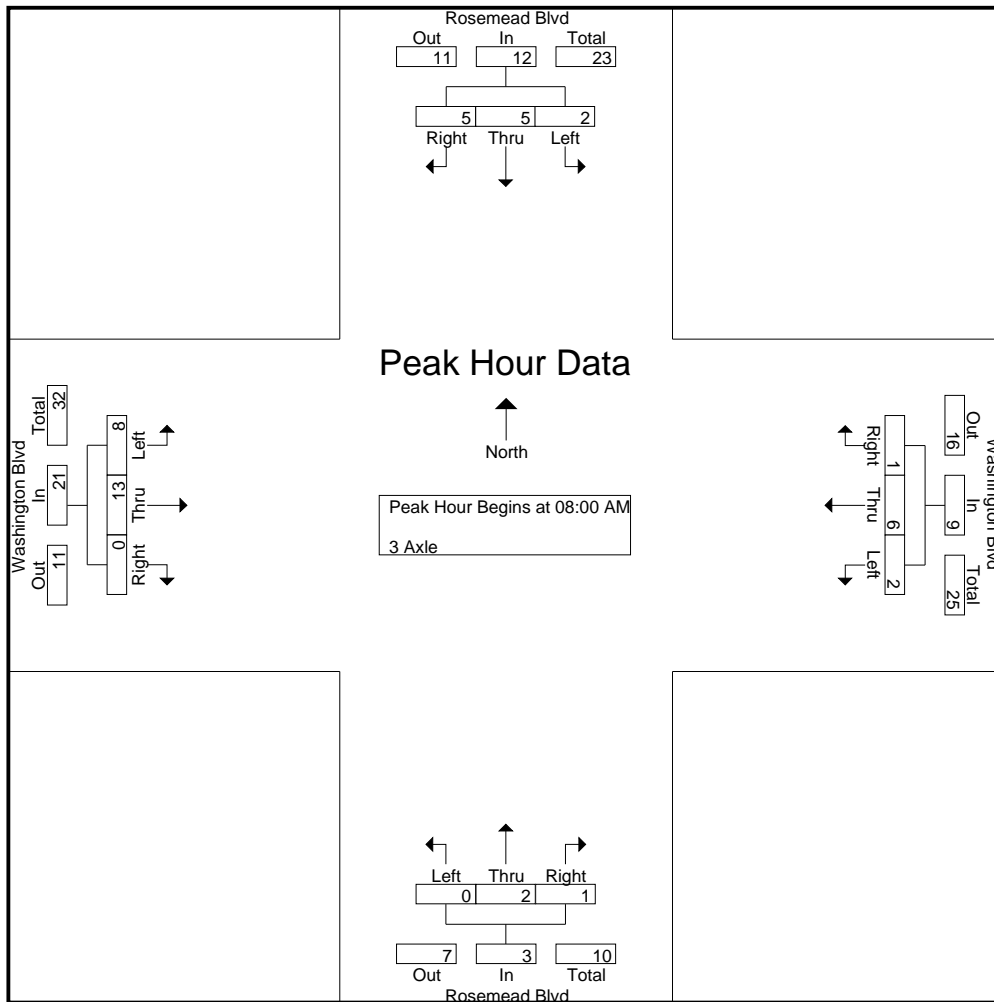 Rosemead Blvd
Out In Total
11 12 23
5 5 2
Right Thru Left
Peak Hour Data
North
Peak Hour Begins at 08:00 AM
3 Axle
Washington Blvd
Out In Total
11 21 32
0 13 8
Right Thru Left
Washington Blvd
Out In Total
16 9 25
1 6 2
Right Thru Left
Left Thru Right
0 2 1
7 3 10
Out In Total
Rosemead Blvd